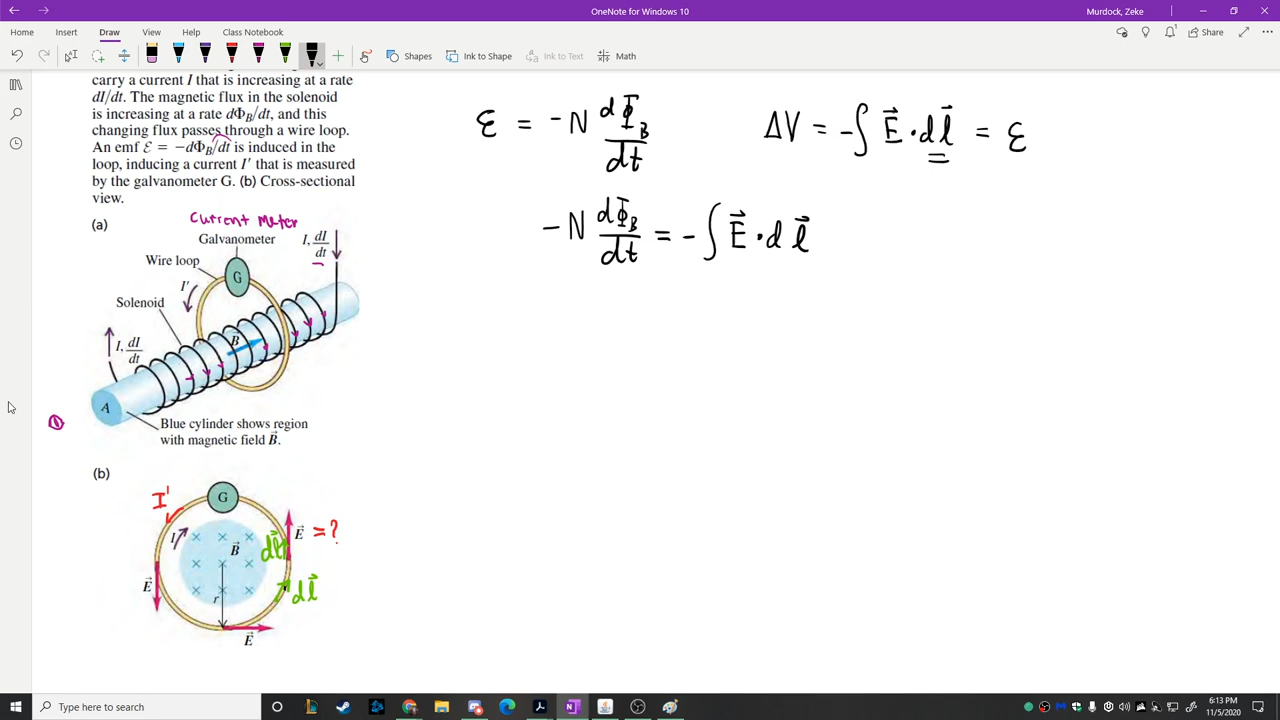 OneNote for Windows 10
Murdock, Zeke
Home Insert Draw View Help Class Notebook
Share
Shapes Ink to Shape Ink to Text Math
carry a current I that is increasing at a rate
dI/dt. The magnetic flux in the solenoid
is increasing at a rate dΦ_B/dt, and this
changing flux passes through a wire loop.
An emf ℰ = −dΦ_B/dt is induced in the
loop, inducing a current I′ that is measured
by the galvanometer G. (b) Cross-sectional
view.
(a)
Current Meter
Galvanometer
I, dI/dt
Wire loop
G
I′
Solenoid
B⃗
I, dI/dt
A
Blue cylinder shows region
with magnetic field B⃗.
(b)
G
I′
I
B⃗
E⃗ = ?
dl⃗
E⃗
r
dl⃗
E⃗
ℰ = -N dΦ_B/dt
ΔV = -∫ E⃗ · dl⃗ = ℰ
-N dΦ_B/dt = -∫ E⃗ · dl⃗
Type here to search
6:13 PM
11/5/2020